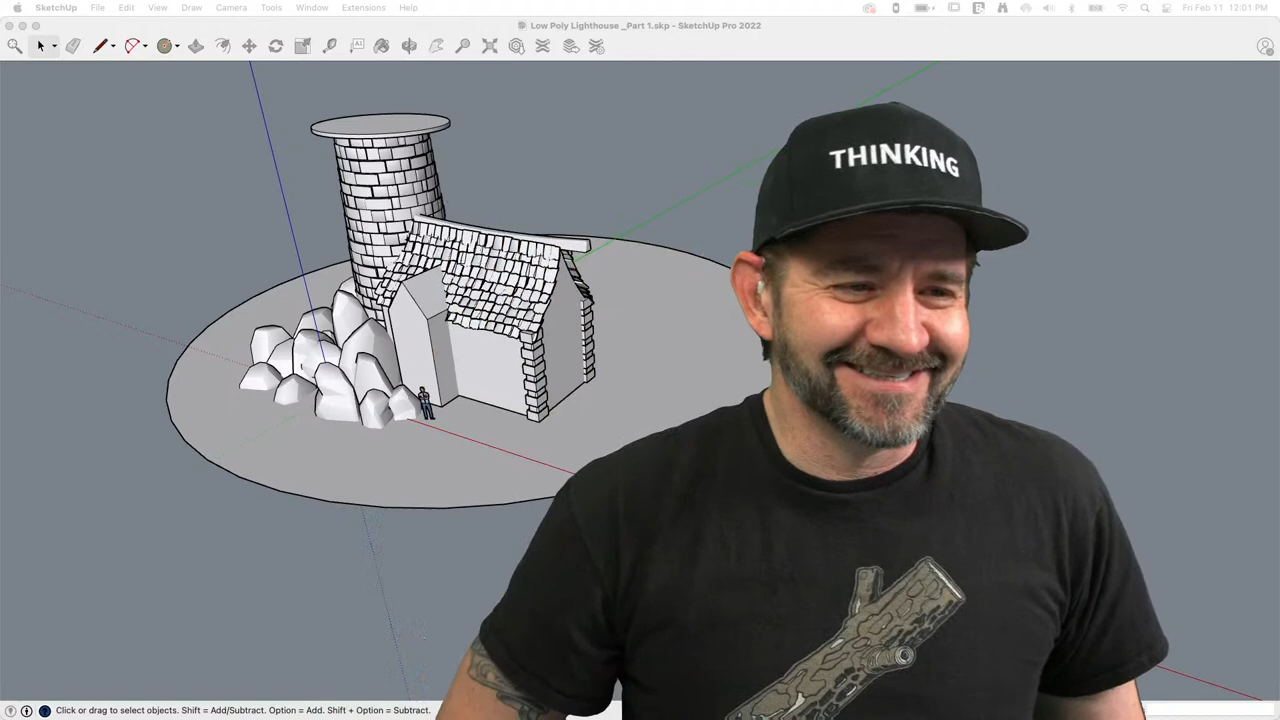 SketchUp File Edit View Draw Camera Tools Window Extensions Help Fri Feb 11 12:01 PM
Low Poly Lighthouse _Part 1.skp - SketchUp Pro 2022
THINKING
Click or drag to select objects. Shift = Add/Subtract. Option = Add. Shift + Option = Subtract.